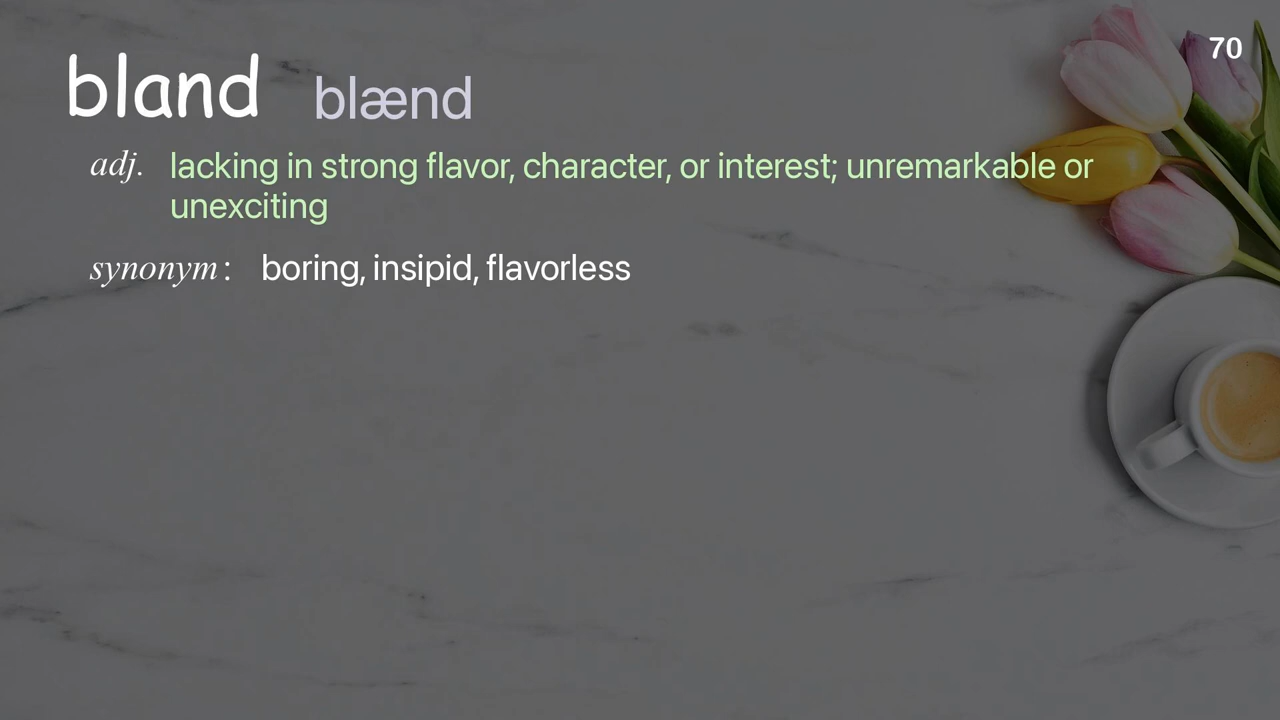 70
bland blænd
adj. lacking in strong flavor, character, or interest; unremarkable or
unexciting
synonym : boring, insipid, flavorless